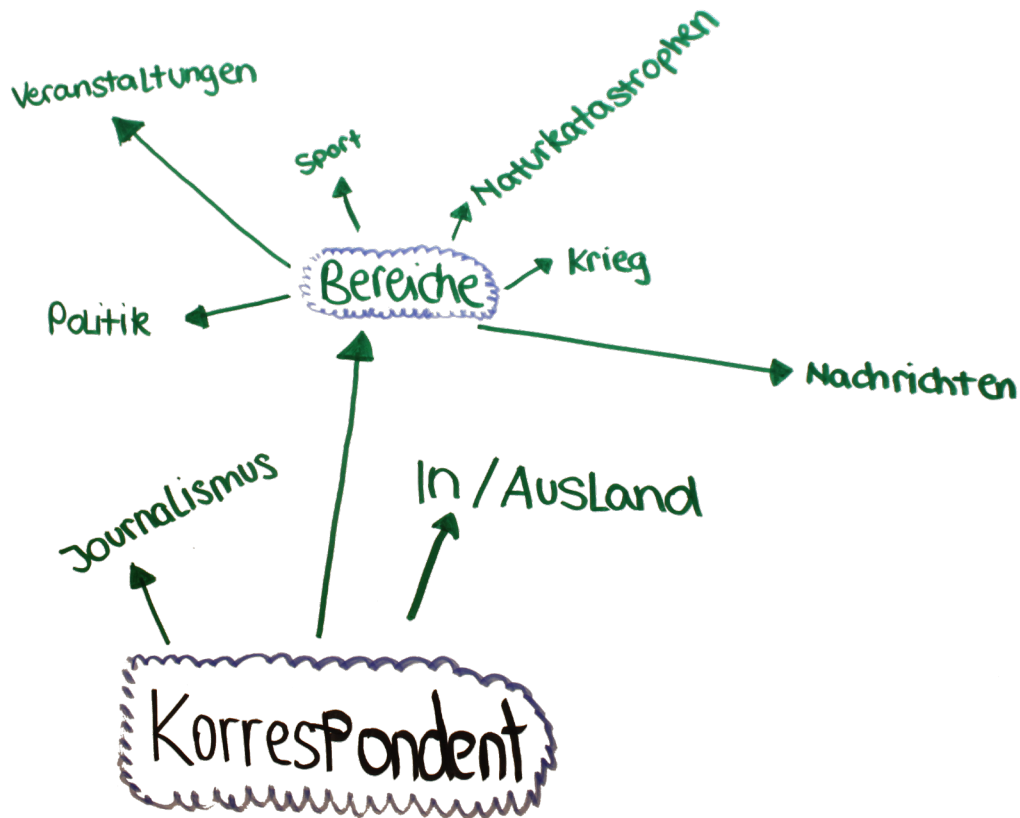 Veranstaltungen
Sport
Naturkatastrophen
Bereiche
Krieg
Politik
Nachrichten
Journalismus
In/Ausland
Korrespondent